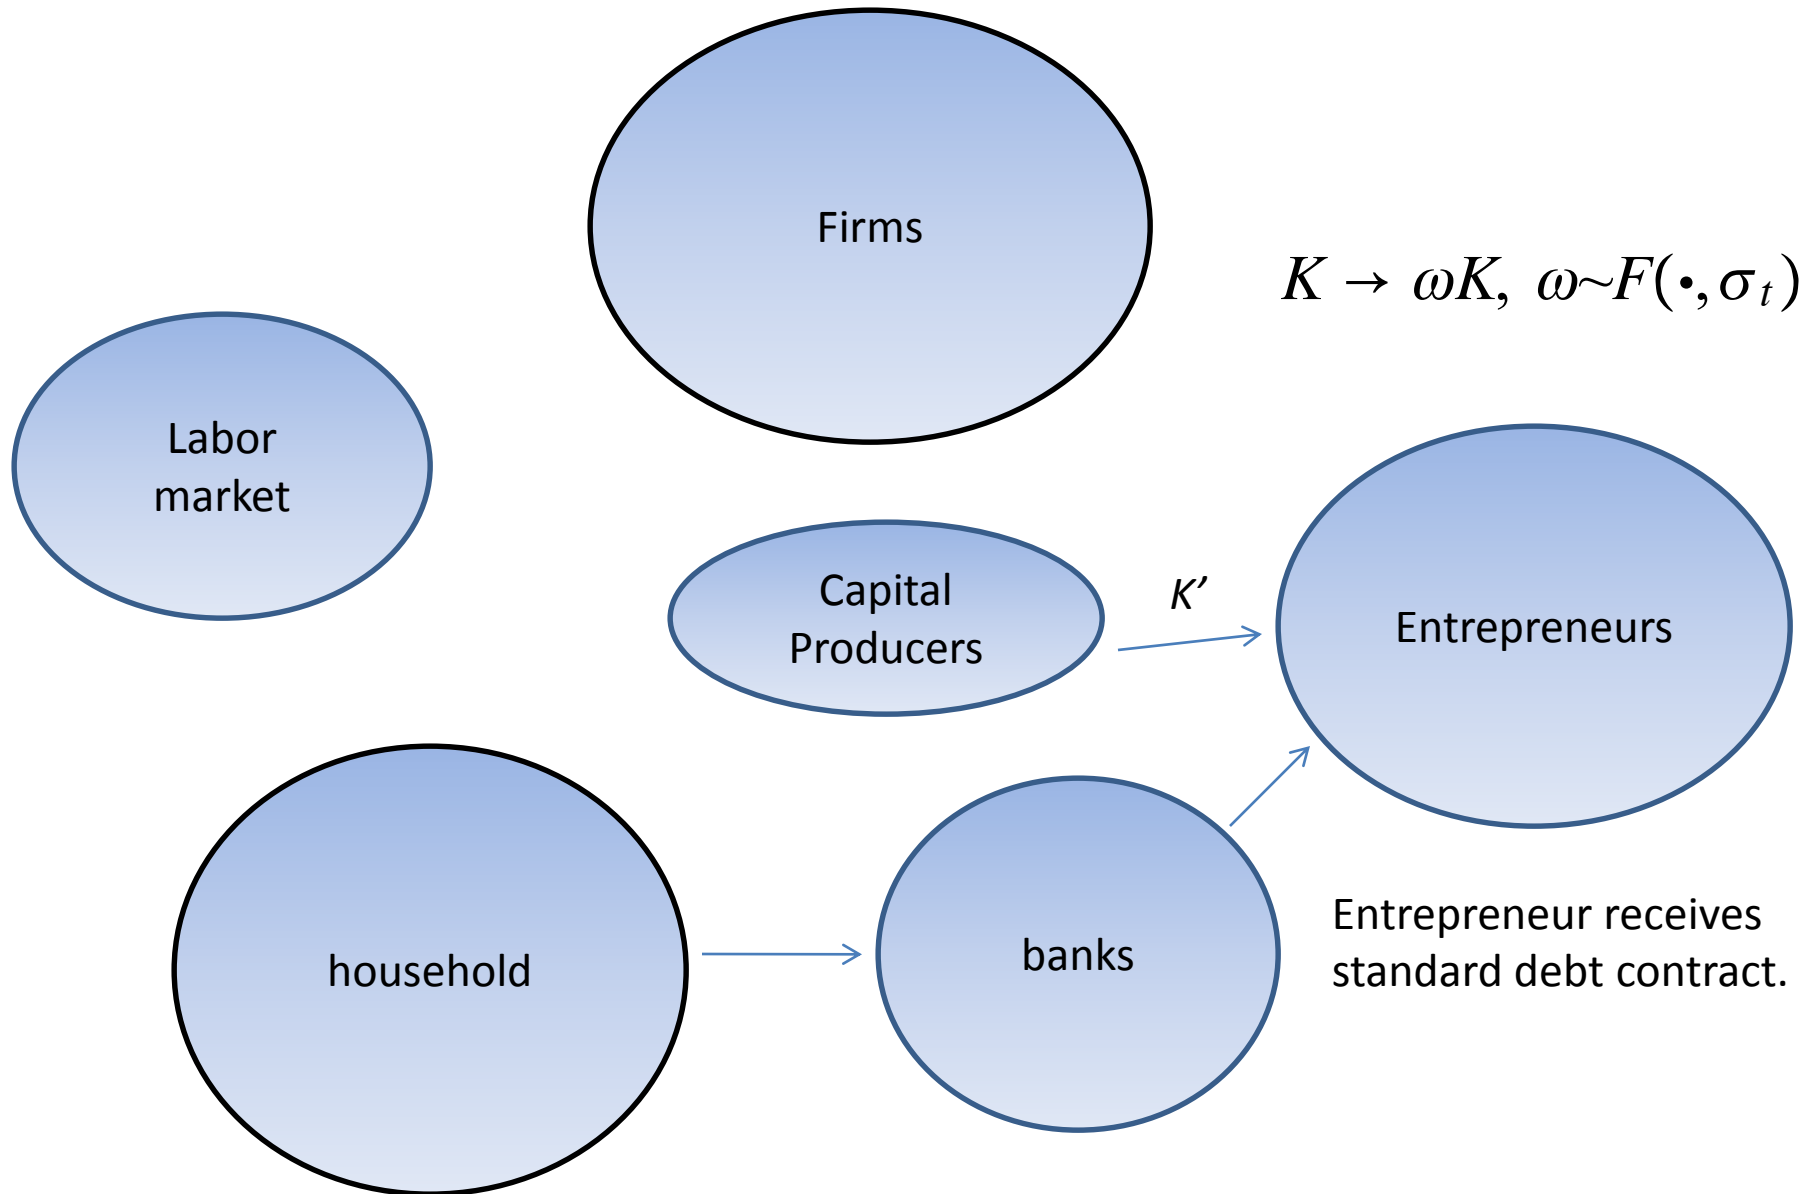 Firms
K → ωK, ω~F(•,σₜ)
Labor
market
Capital
Producers
K’
Entrepreneurs
household
banks
Entrepreneur receives
standard debt contract.